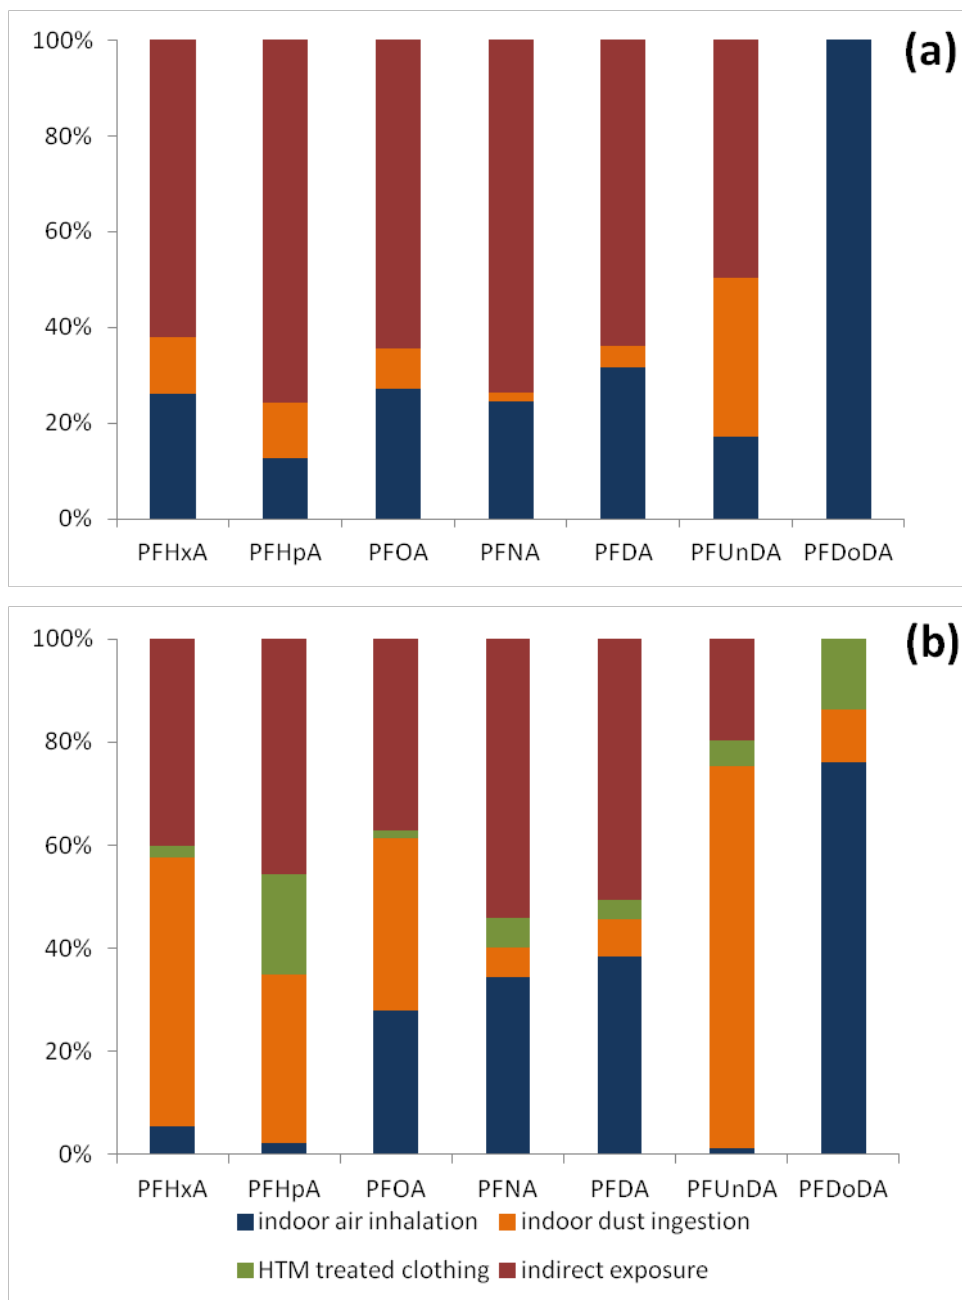 (a)
100%
80%
60%
40%
20%
0%
PFHxA PFHpA PFOA PFNA PFDA PFUnDA PFDoDA
(b)
100%
80%
60%
40%
20%
0%
PFHxA PFHpA PFOA PFNA PFDA PFUnDA PFDoDA
indoor air inhalation indoor dust ingestion
HTM treated clothing indirect exposure